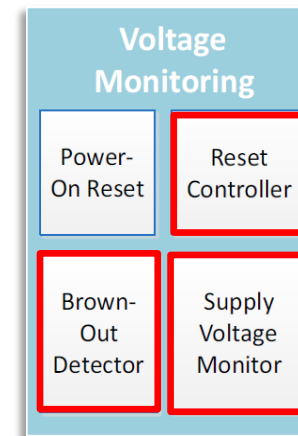 Voltage
Monitoring
Power-
On Reset
Reset
Controller
Brown-
Out
Detector
Supply
Voltage
Monitor